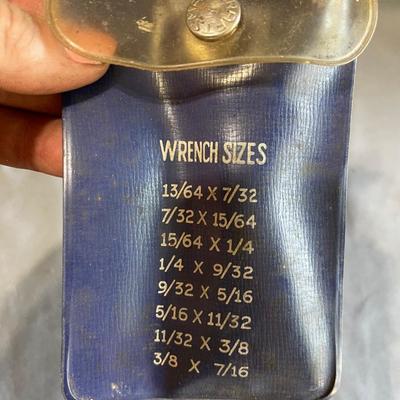 WRENCH SIZES
13/64 X 7/32
7/32 X 15/64
15/64 X 1/4
1/4 X 9/32
9/32 X 5/16
5/16 X 11/32
11/32 X 3/8
3/8 X 7/16